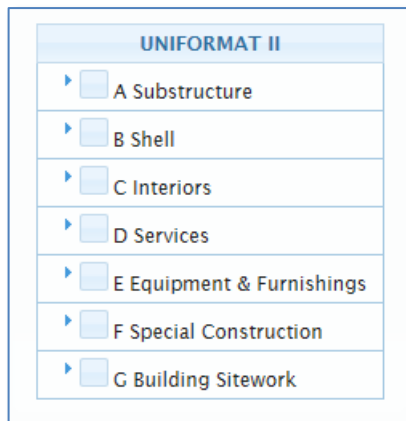 UNIFORMAT II
A Substructure
B Shell
C Interiors
D Services
E Equipment & Furnishings
F Special Construction
G Building Sitework